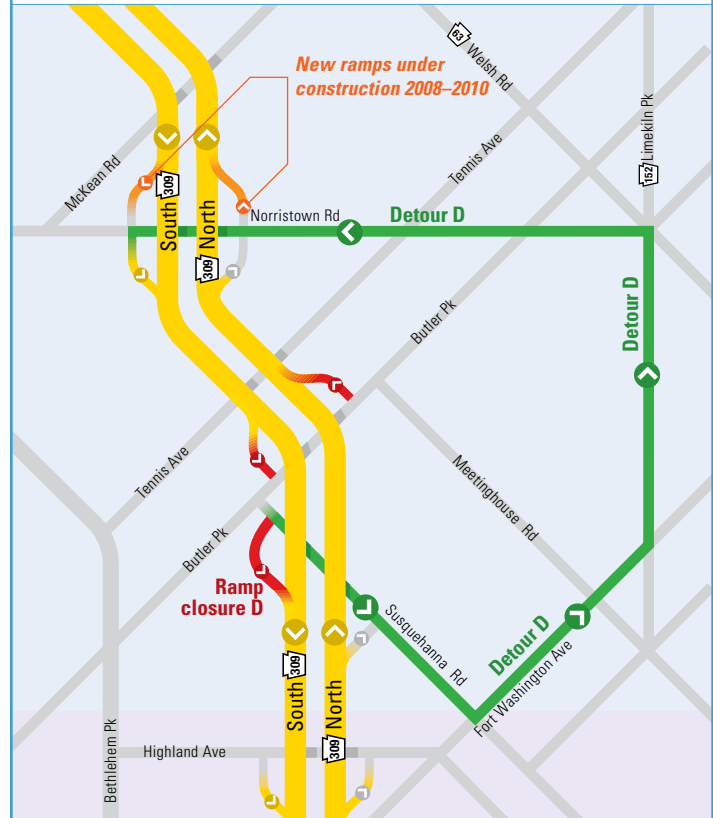 New ramps under
construction 2008–2010
63
Welsh Rd
Limekiln Pk
152
Tennis Ave
McKean Rd
309
South
North
309
Norristown Rd
Detour D
Detour D
Butler Pk
Tennis Ave
Meetinghouse Rd
Butler Pk
Ramp
closure D
Susquehanna Rd
Detour D
Fort Washington Ave
309
South
North
309
Highland Ave
Bethlehem Pk